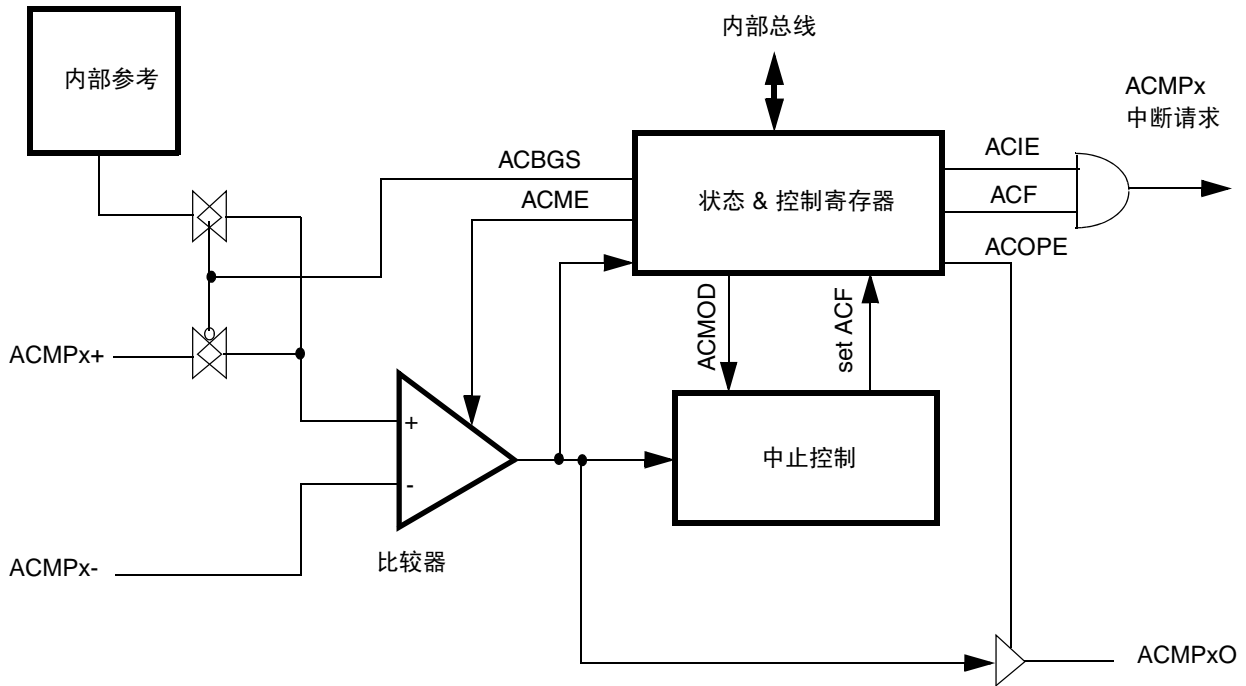 内部总线
内部参考
ACMPx
中断请求
ACBGS
ACME
状态 & 控制寄存器
ACIE
ACF
ACOPE
ACMOD
set ACF
ACMPx+
+
-
中止控制
比较器
ACMPx-
ACMPxO